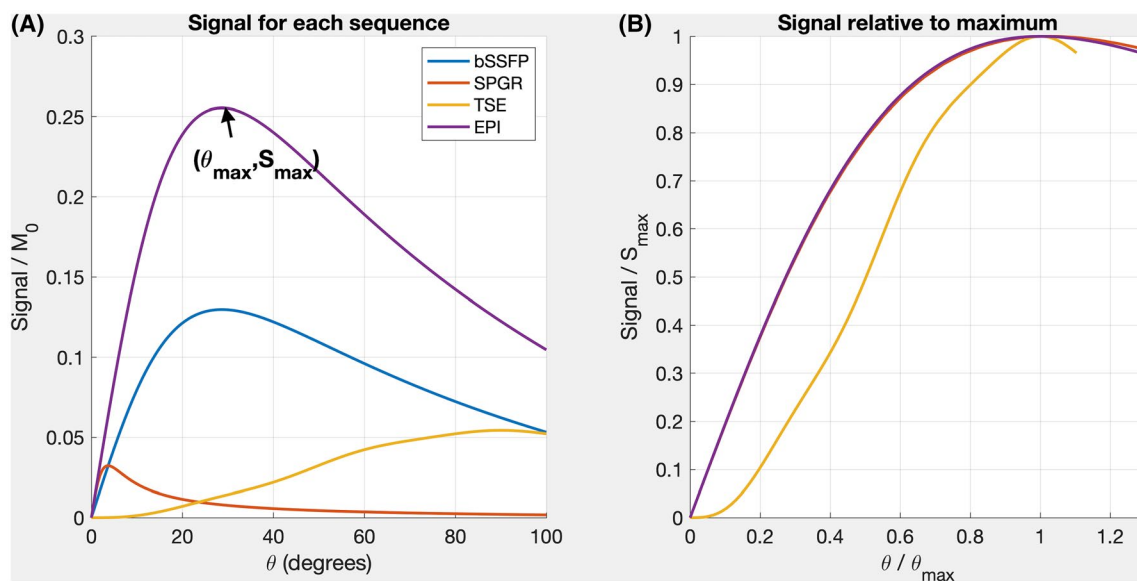 (A) Signal for each sequence
0.3
0.25
0.2
0.15
0.1
0.05
0
Signal / M0
bSSFP
SPGR
TSE
EPI
(θmax,Smax)
0 20 40 60 80 100
θ (degrees)
(B) Signal relative to maximum
1
0.9
0.8
0.7
0.6
0.5
0.4
0.3
0.2
0.1
0
Signal / Smax
0 0.2 0.4 0.6 0.8 1 1.2
θ / θmax